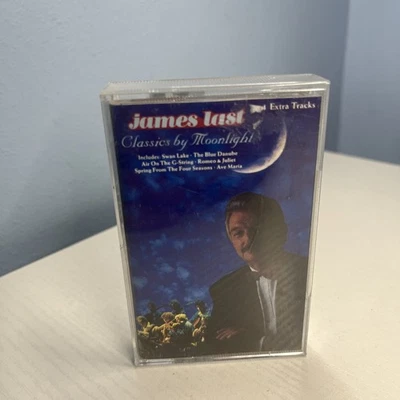 Extra Tracks
james last
Classics by Moonlight
Includes: Swan Lake · The Blue Danube
Air On The G-String · Romeo & Juliet
Spring From The Four Seasons · Ave Maria